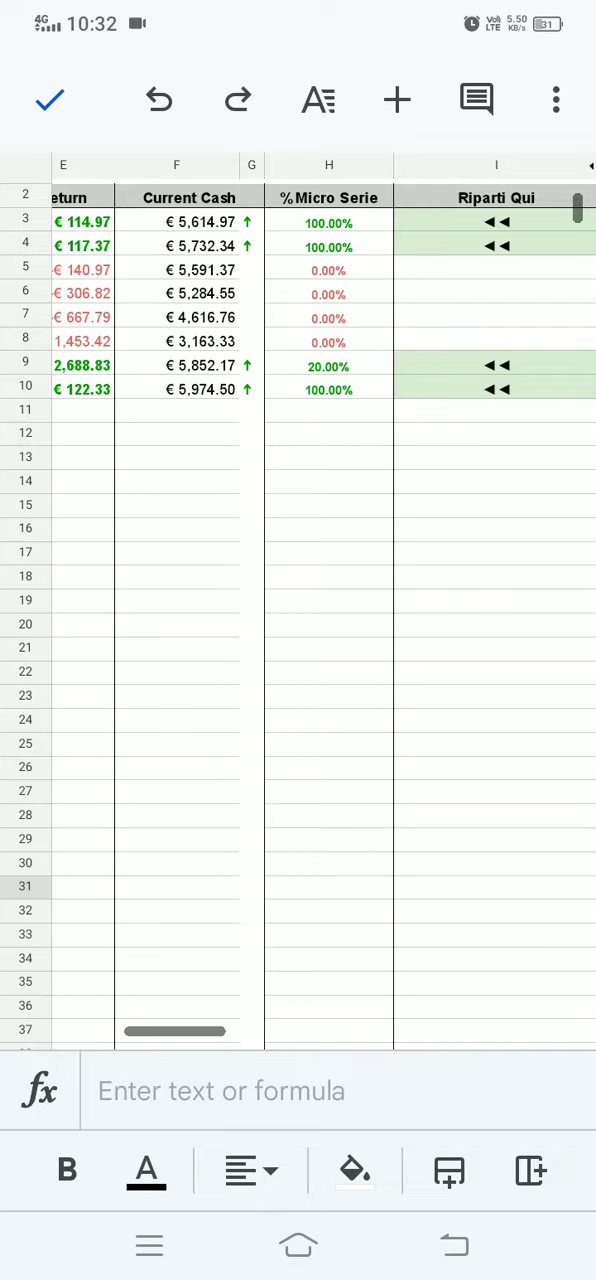 4G 10:32 Vo) LTE 5.50 KB/s 31
E F G H I
2 eturn Current Cash %Micro Serie Riparti Qui
3 € 114.97 € 5,614.97 ↑ 100.00% ◄◄
4 € 117.37 € 5,732.34 ↑ 100.00% ◄◄
5 -€ 140.97 € 5,591.37 0.00%
6 -€ 306.82 € 5,284.55 0.00%
7 -€ 667.79 € 4,616.76 0.00%
8 1,453.42 € 3,163.33 0.00%
9 2,688.83 € 5,852.17 ↑ 20.00% ◄◄
10 € 122.33 € 5,974.50 ↑ 100.00% ◄◄
11
12
13
14
15
16
17
18
19
20
21
22
23
24
25
26
27
28
29
30
31
32
33
34
35
36
37
fx Enter text or formula
B A